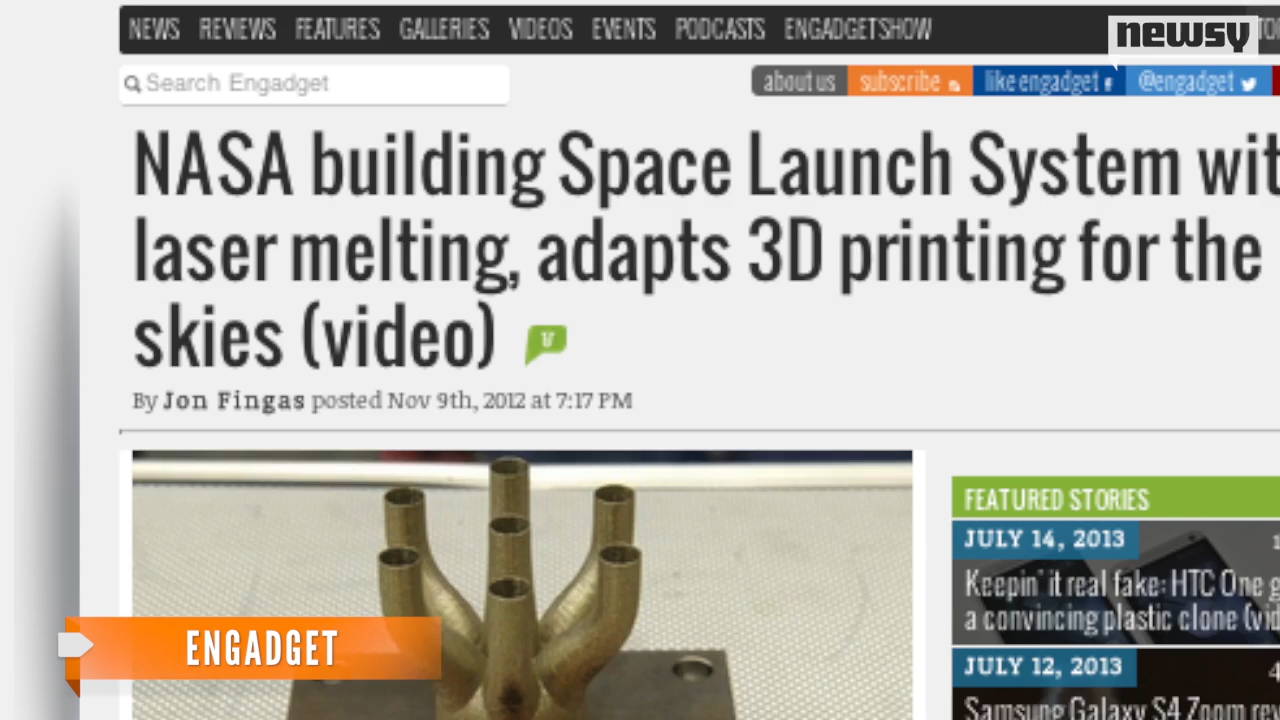 NEWS REVIEWS FEATURES GALLERIES VIDEOS EVENTS PODCASTS ENGADGETSHOW
newsy
Search Engadget
about us subscribe like engadget @engadget
NASA building Space Launch System
laser melting, adapts 3D printing for the
skies (video)
By Jon Fingas posted Nov 9th, 2012 at 7:17 PM
FEATURED STORIES
JULY 14, 2013
Keepin' it real fake: HTC One
a convincing plastic clone
JULY 12, 2013
Samsung Galaxy S4 Zoom
ENGADGET